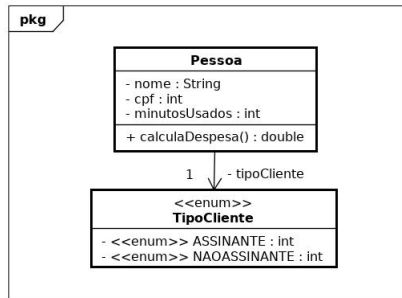 pkg
Pessoa
- nome : String
- cpf : int
- minutosUsados : int
+ calculaDespesa() : double
1 - tipoCliente
<<enum>>
TipoCliente
- <<enum>> ASSINANTE : int
- <<enum>> NAOASSINANTE : int